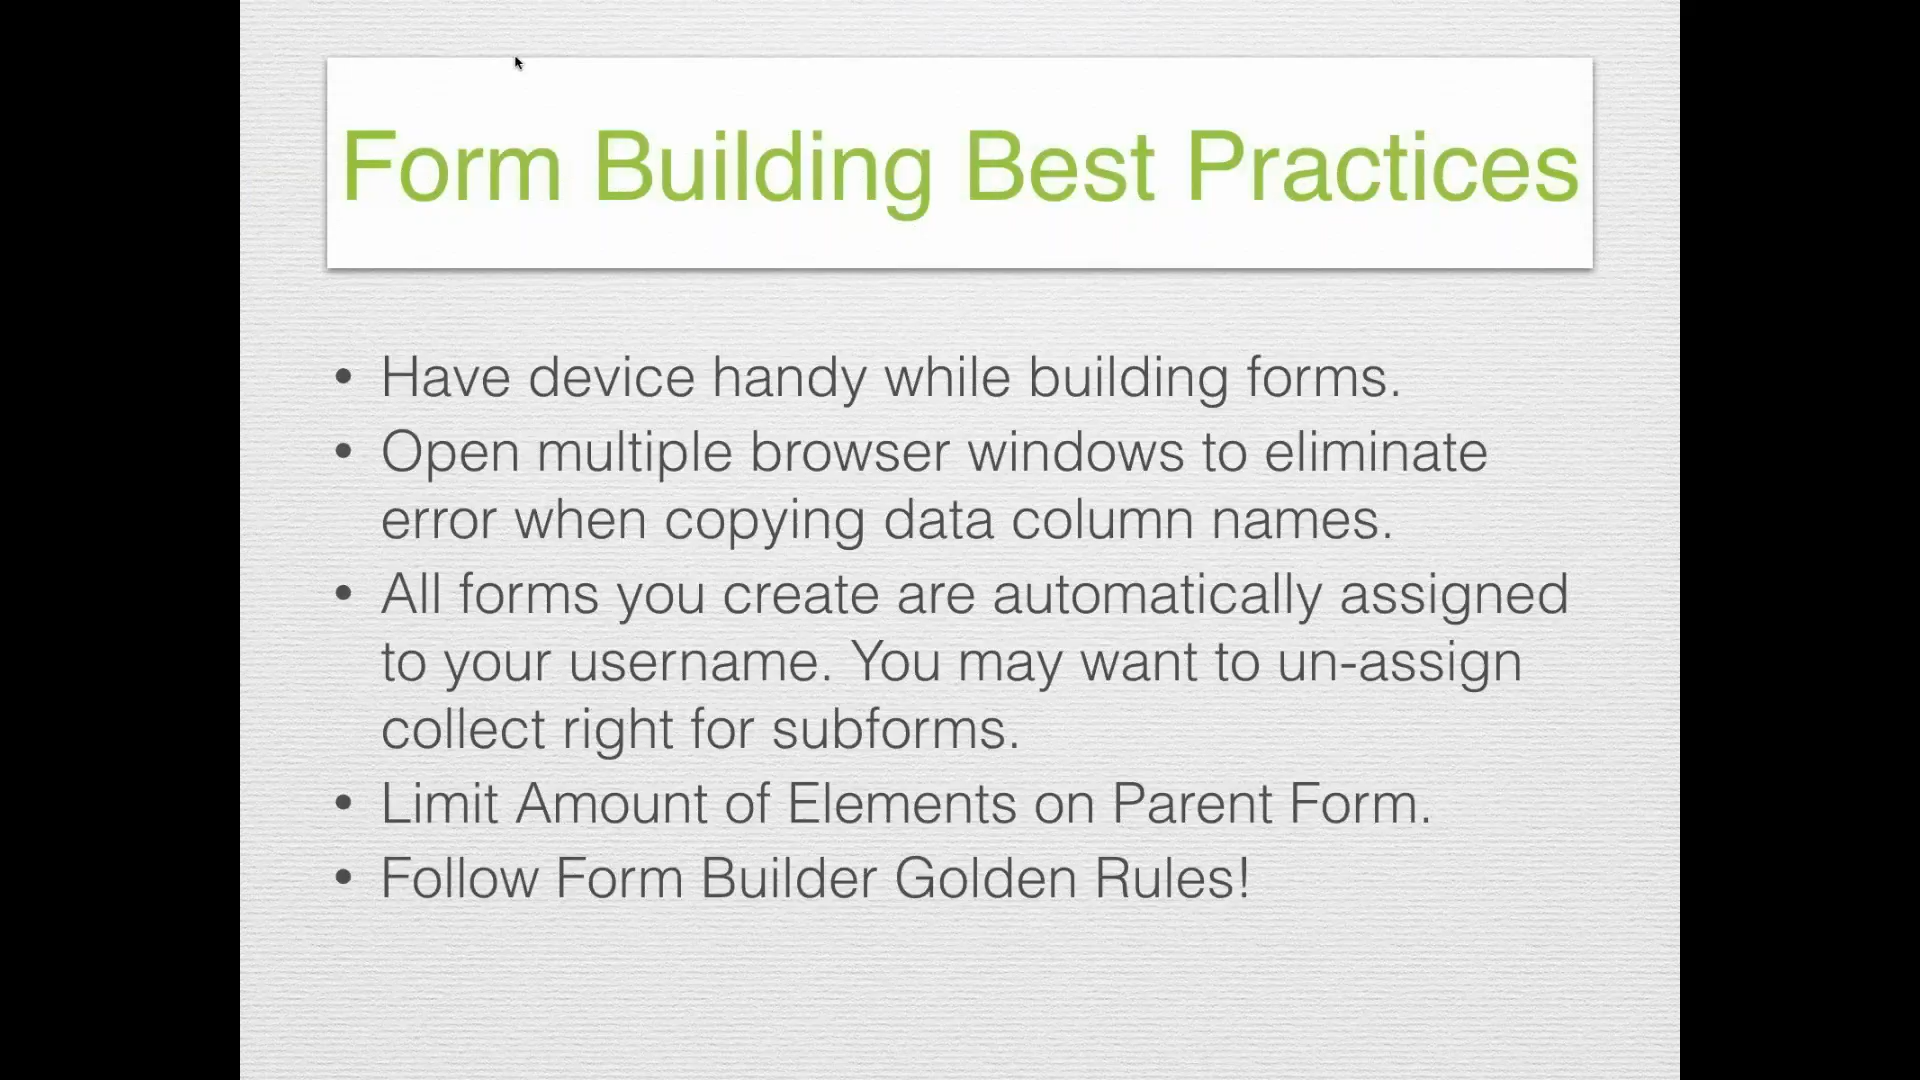 Form Building Best Practices
• Have device handy while building forms.
• Open multiple browser windows to eliminate
error when copying data column names.
• All forms you create are automatically assigned
to your username. You may want to un-assign
collect right for subforms.
• Limit Amount of Elements on Parent Form.
• Follow Form Builder Golden Rules!